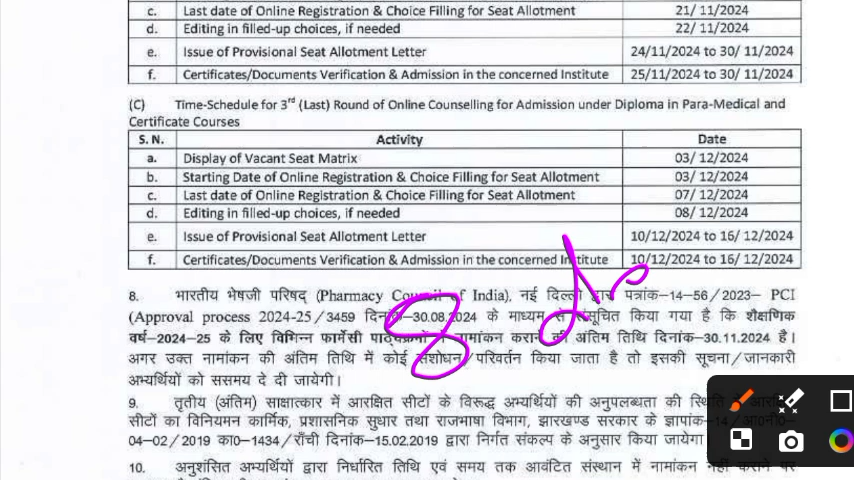 c. Last date of Online Registration & Choice Filling for Seat Allotment 21/ 11/2024
d. Editing in filled-up choices, if needed 22/ 11/2024
e. Issue of Provisional Seat Allotment Letter 24/11/2024 to 30/ 11/2024
f. Certificates/Documents Verification & Admission in the concerned Institute 25/11/2024 to 30/ 11/2024
(C) Time-Schedule for 3rd (Last) Round of Online Counselling for Admission under Diploma in Para-Medical and
Certificate Courses
S. N. Activity Date
a. Display of Vacant Seat Matrix 03/ 12/2024
b. Starting Date of Online Registration & Choice Filling for Seat Allotment 03/ 12/2024
c. Last date of Online Registration & Choice Filling for Seat Allotment 07/ 12/2024
d. Editing in filled-up choices, if needed 08/ 12/2024
e. Issue of Provisional Seat Allotment Letter 10/12/2024 to 16/ 12/2024
f. Certificates/Documents Verification & Admission in the concerned Institute 10/12/2024 to 16/ 12/2024
8. भारतीय भेषजी परिषद् (Pharmacy Council of India), नई दिल्ली द्वारा पत्रांक–14–56/2023– PCI
(Approval process 2024-25/3459 दिनांक–30.08.2024 के माध्यम से संसूचित किया गया है कि शैक्षणिक
वर्ष–2024–25 के लिए विभिन्न फार्मेसी पाठ्यक्रमों नामांकन कराने की अंतिम तिथि दिनांक–30.11.2024 है।
अगर उक्त नामांकन की अंतिम तिथि में कोई संशोधन/परिवर्तन किया जाता है तो इसकी सूचना/जानकारी
अभ्यर्थियों को ससमय दे दी जायेगी।
9. तृतीय (अंतिम) साक्षात्कार में आरक्षित सीटों के विरूद्ध अभ्यर्थियों की अनुपलब्धता की स्थिति
सीटों का विनियमन कार्मिक, प्रशासनिक सुधार तथा राजभाषा विभाग, झारखण्ड सरकार के ज्ञापांक–14/
04–02/2019 का0–1434/राँची दिनांक–15.02.2019 द्वारा निर्गत संकल्प के अनुसार किया जायेगा
10. अनुशंसित अभ्यर्थियों द्वारा निर्धारित तिथि एवं समय तक आवंटित संस्थान में नामांकन नहीं कराने पर